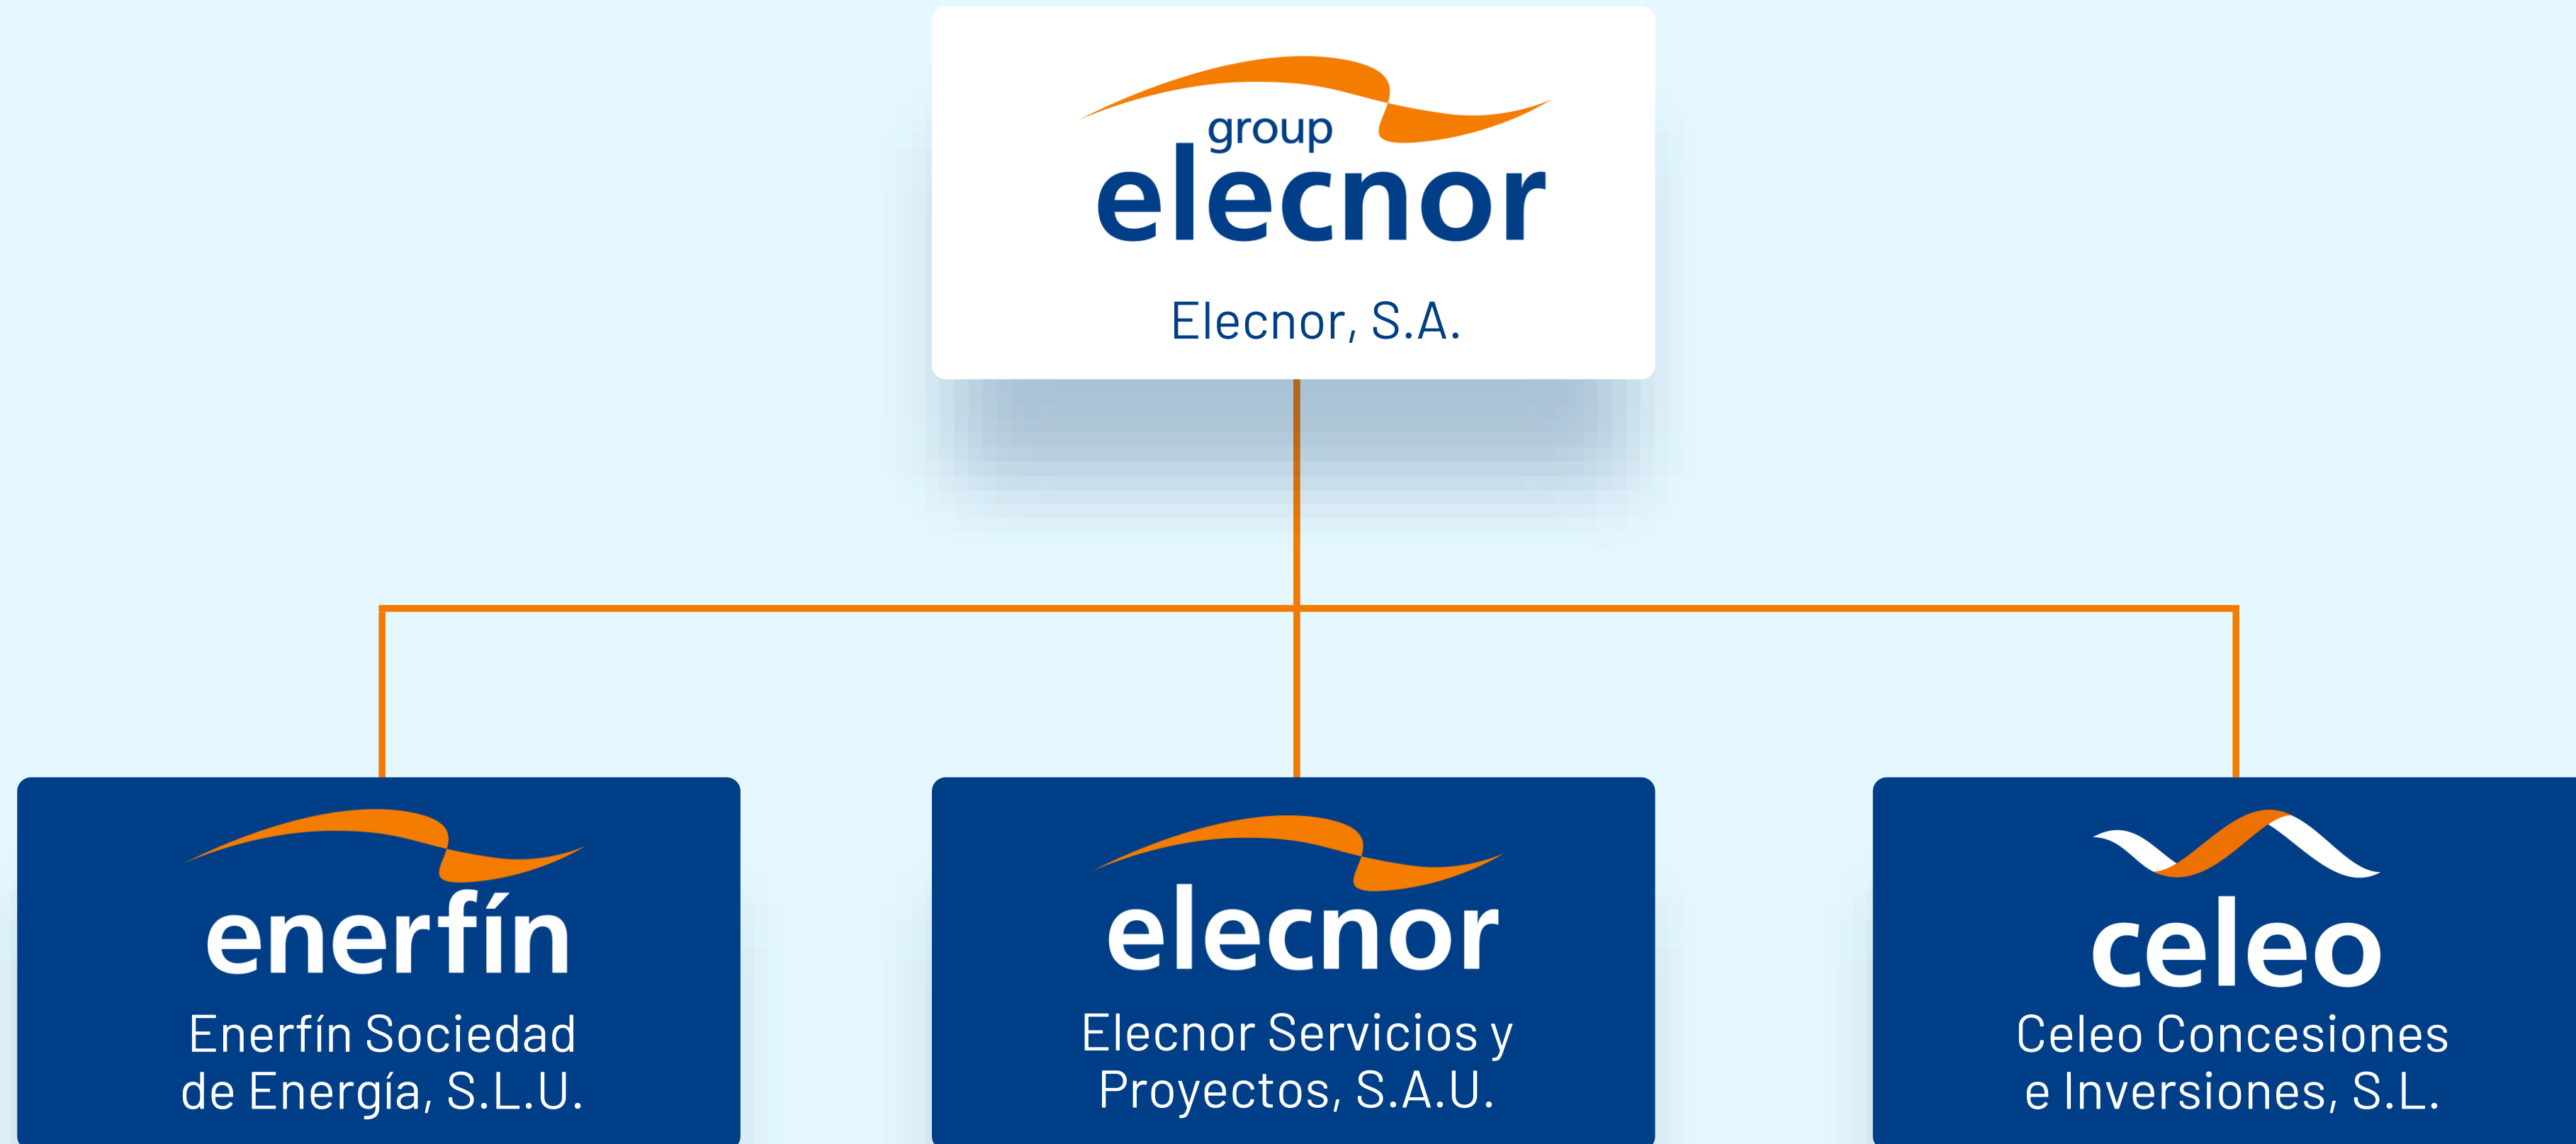 group
elecnor
Elecnor, S.A.
enerfín
Enerfín Sociedad
de Energía, S.L.U.
elecnor
Elecnor Servicios y
Proyectos, S.A.U.
celeo
Celeo Concesiones
e Inversiones, S.L.